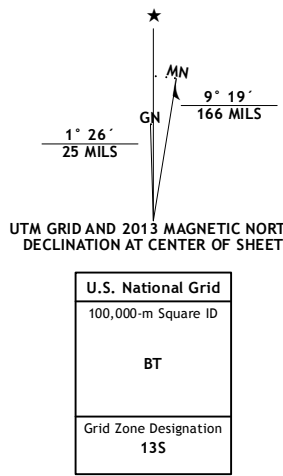 ★
MN
GN
9° 19´
166 MILS
1° 26´
25 MILS
UTM GRID AND 2013 MAGNETIC NORT
DECLINATION AT CENTER OF SHEET
U.S. National Grid
100,000-m Square ID
BT
Grid Zone Designation
13S